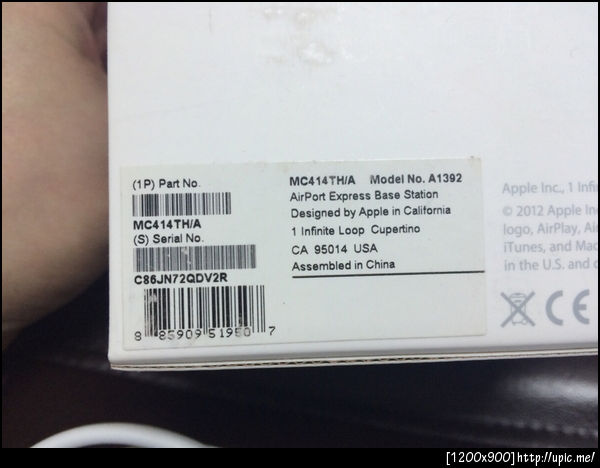 (1P) Part No.
MC414TH/A
(S) Serial No.
C86JN72QDV2R
8 85909 51950 7
MC414TH/A Model No. A1392
AirPort Express Base Station
Designed by Apple in California
1 Infinite Loop Cupertino
CA 95014 USA
Assembled in China
Apple Inc., 1 Infi
© 2012 Apple In
logo, AirPlay, Air
iTunes, and Mac
in the U.S. and
CE
[1200x900]http://upic.me/